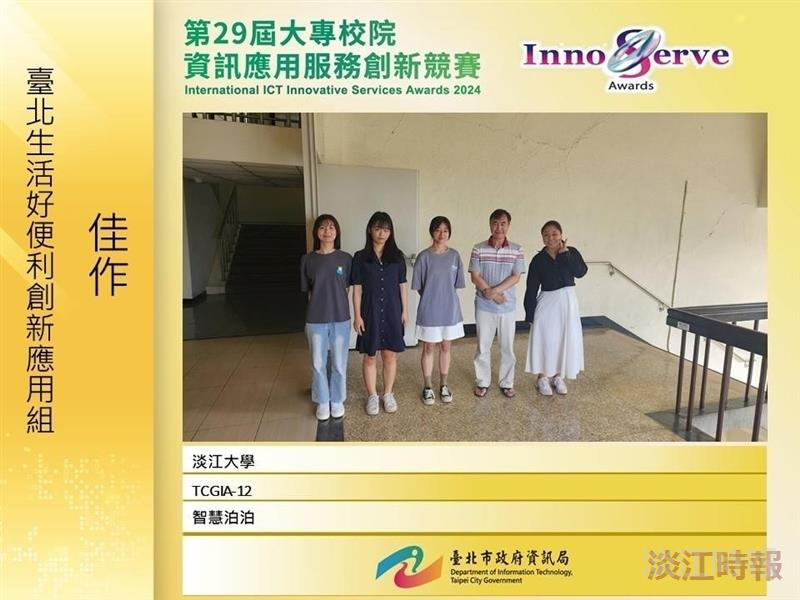 臺北生活好便利創新應用組
佳作
第29屆大專校院
資訊應用服務創新競賽
International ICT Innovative Services Awards 2024
InnoServe
Awards
淡江大學
TCGIA-12
智慧泊泊
臺北市政府資訊局
Department of Information Technology,
Taipei City Government
淡江時報